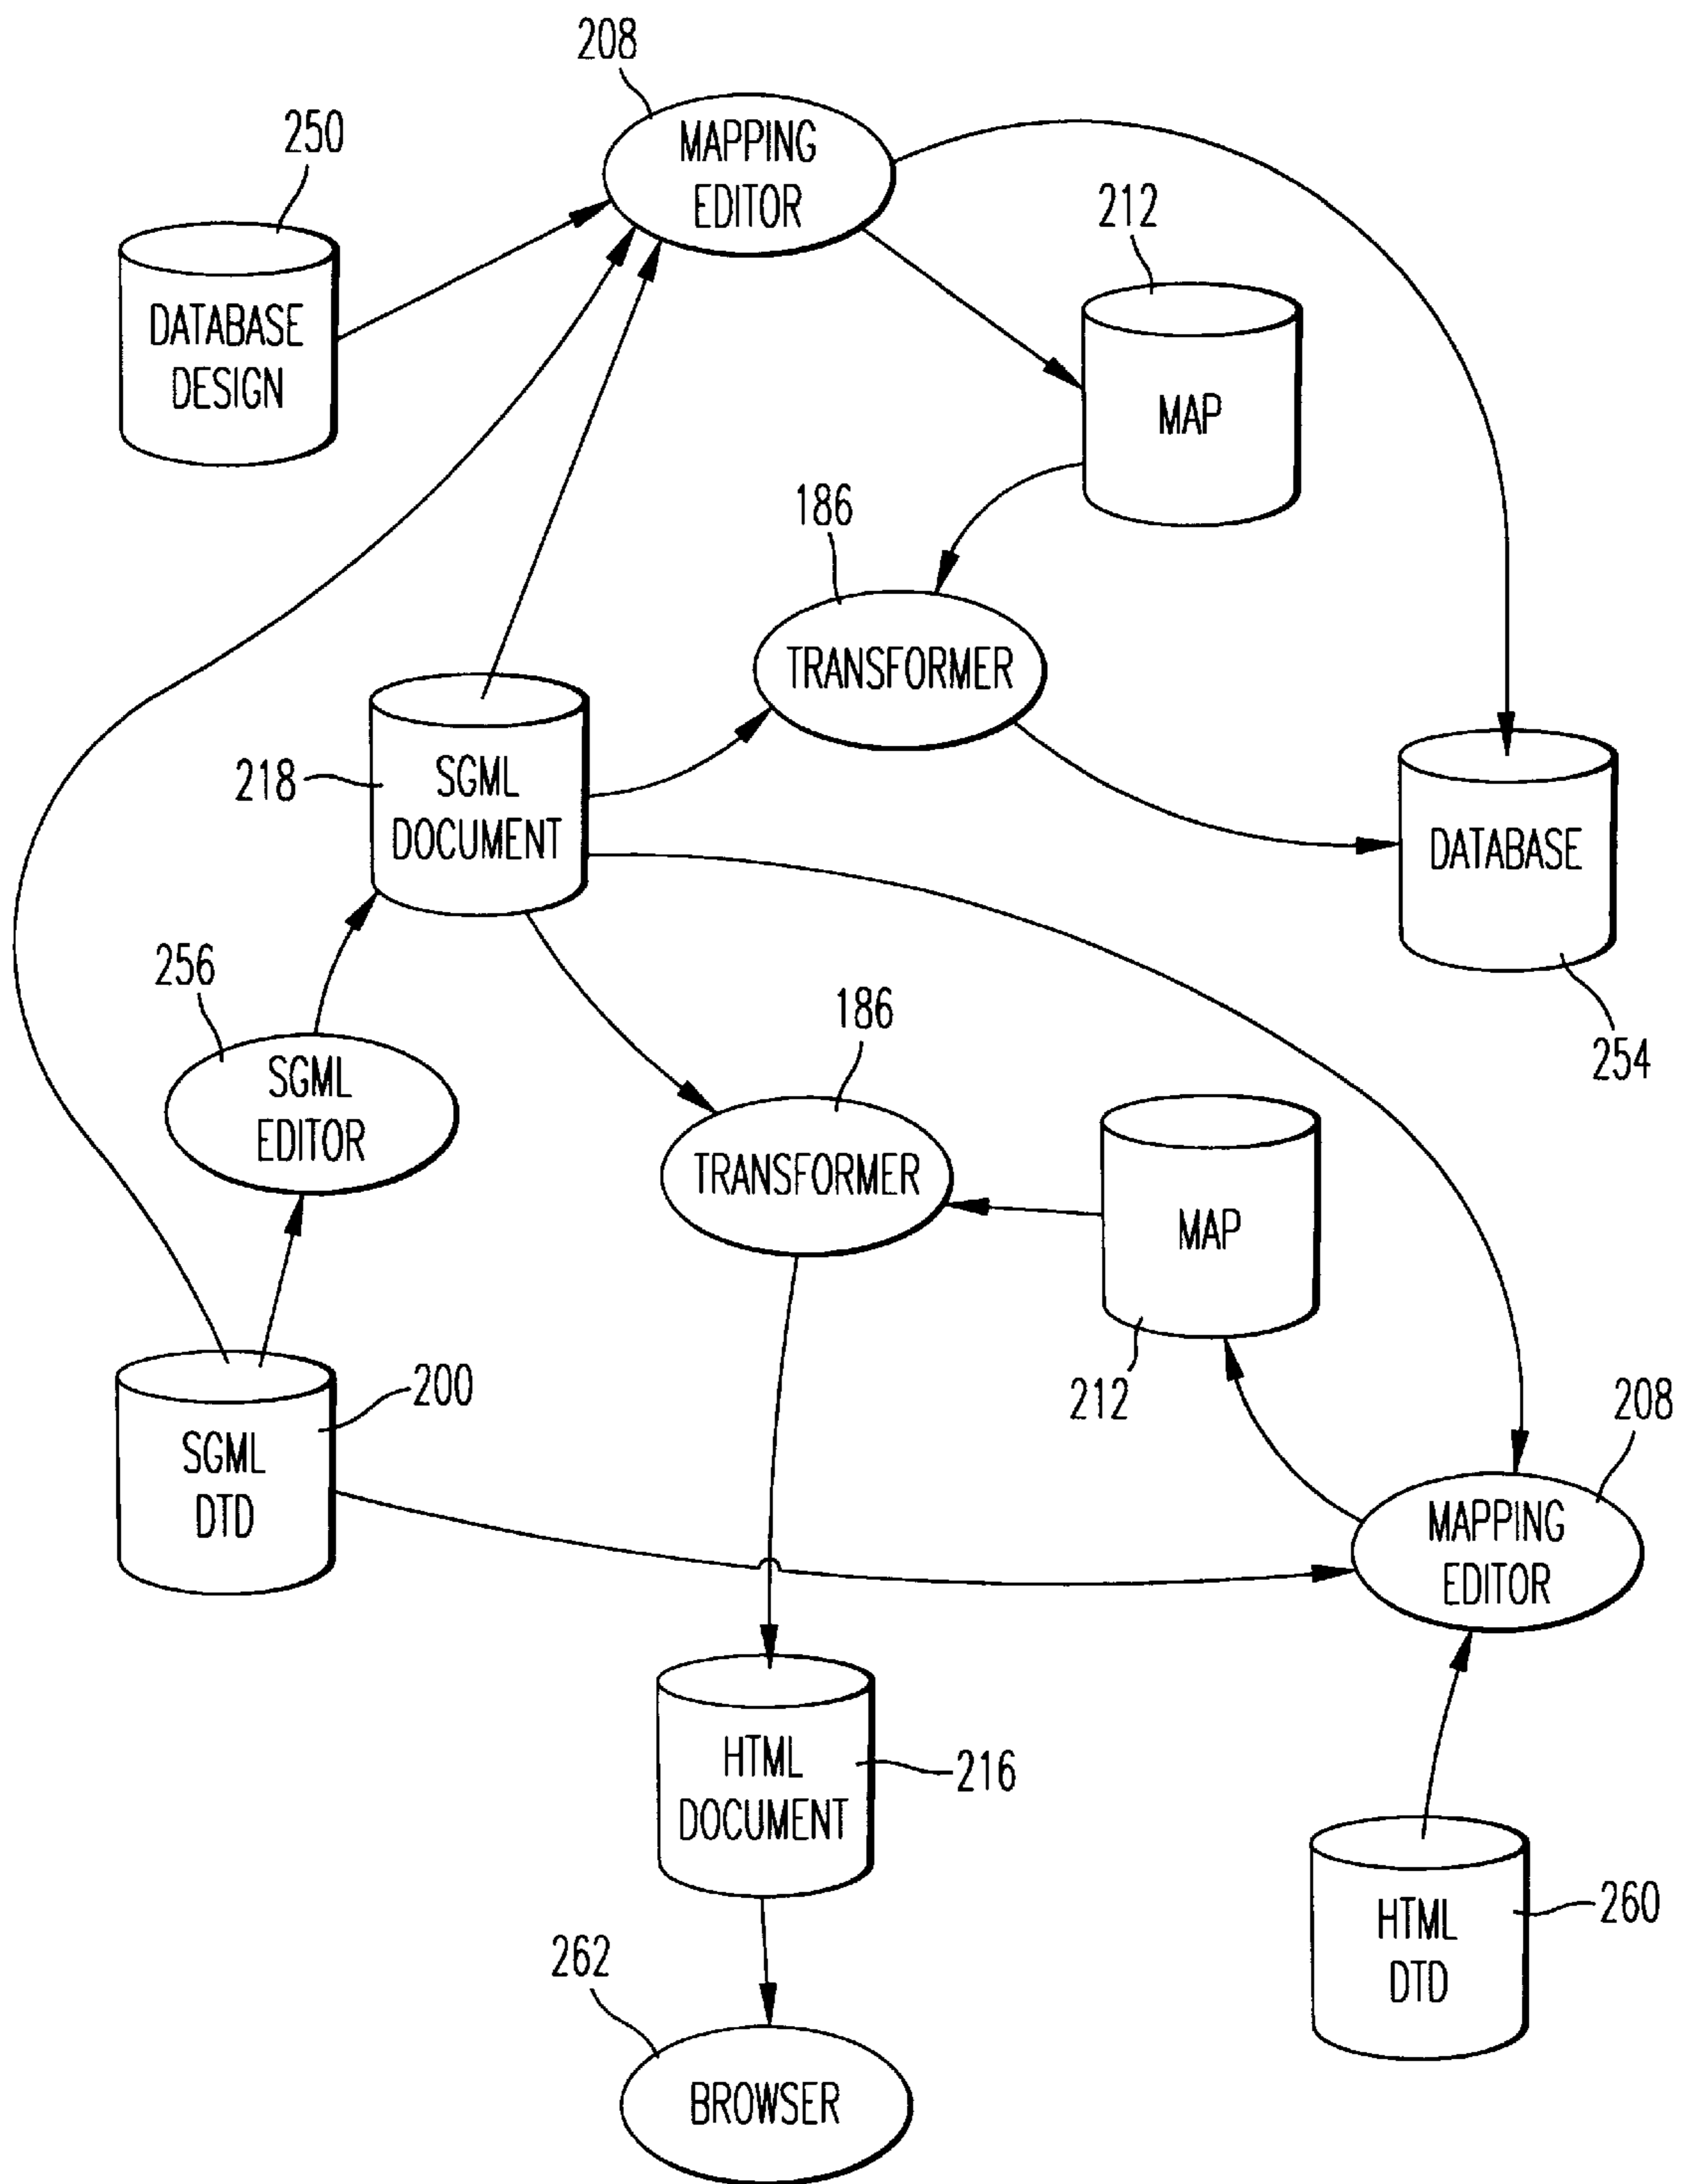 208
MAPPING
EDITOR
250
DATABASE
DESIGN
212
MAP
186
TRANSFORMER
218
SGML
DOCUMENT
DATABASE
254
256
SGML
EDITOR
186
TRANSFORMER
MAP
212
200
SGML
DTD
208
MAPPING
EDITOR
HTML
DOCUMENT
216
260
HTML
DTD
262
BROWSER